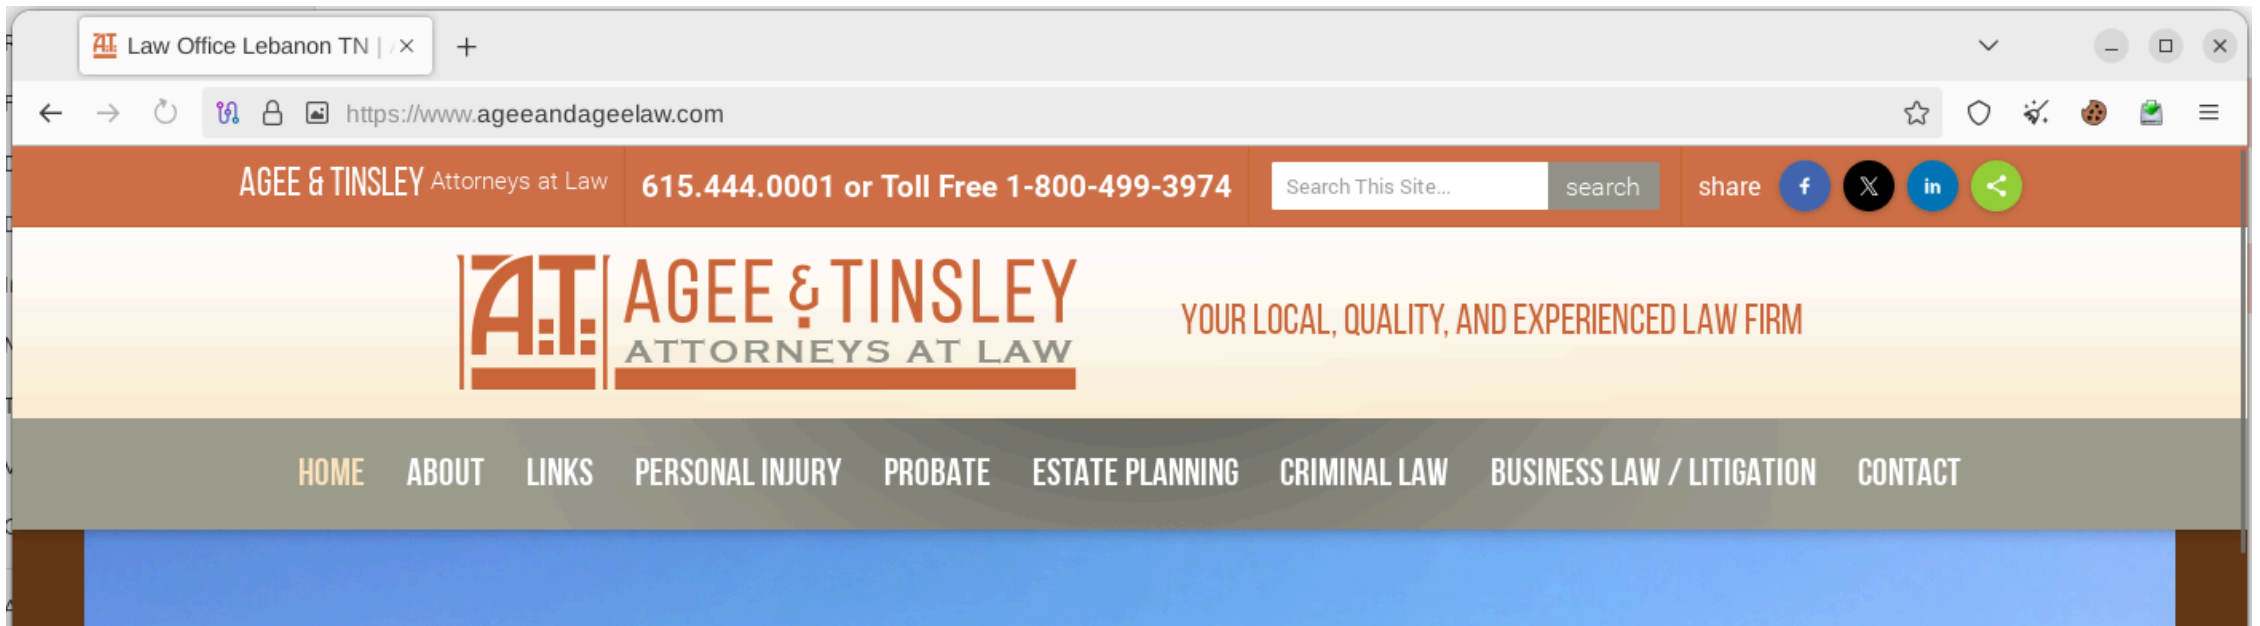 Law Office Lebanon TN |
https://www.ageeandageelaw.com
AGEE & TINSLEY Attorneys at Law 615.444.0001 or Toll Free 1-800-499-3974 Search This Site... search share
A.T. AGEE & TINSLEY
ATTORNEYS AT LAW
YOUR LOCAL, QUALITY, AND EXPERIENCED LAW FIRM
HOME ABOUT LINKS PERSONAL INJURY PROBATE ESTATE PLANNING CRIMINAL LAW BUSINESS LAW / LITIGATION CONTACT